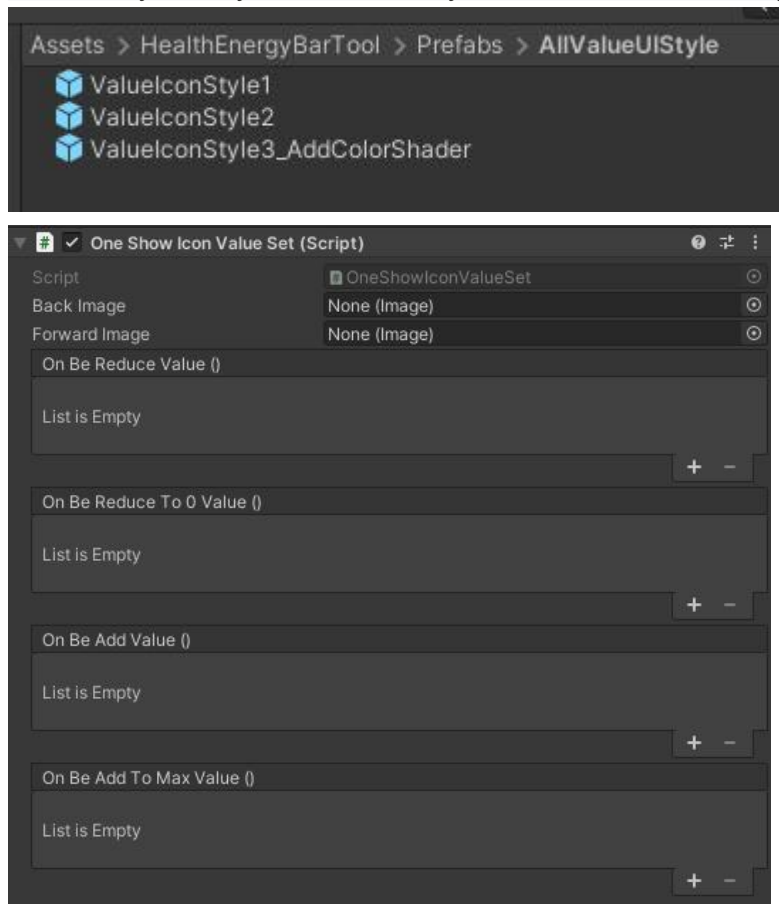 Assets > HealthEnergyBarTool > Prefabs > AllValueUIStyle
ValueIconStyle1
ValueIconStyle2
ValueIconStyle3_AddColorShader
One Show Icon Value Set (Script)
Script OneShowIconValueSet
Back Image None (Image)
Forward Image None (Image)
On Be Reduce Value ()
List is Empty
+ -
On Be Reduce To 0 Value ()
List is Empty
+ -
On Be Add Value ()
List is Empty
+ -
On Be Add To Max Value ()
List is Empty
+ -